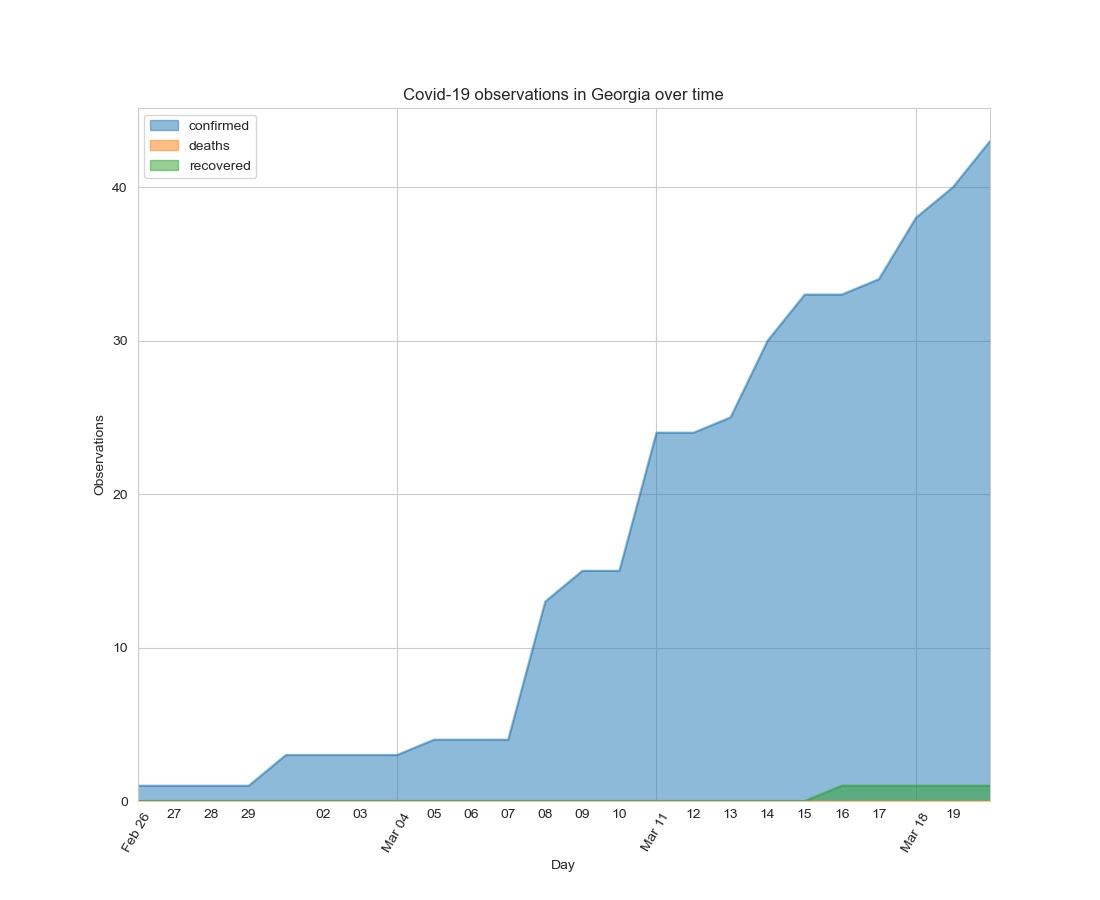 Covid-19 observations in Georgia over time
confirmed
deaths
recovered
40
30
20
10
0
Observations
Feb 26 27 28 29 02 03 Mar 04 05 06 07 08 09 10 Mar 11 12 13 14 15 16 17 Mar 18 19
Day